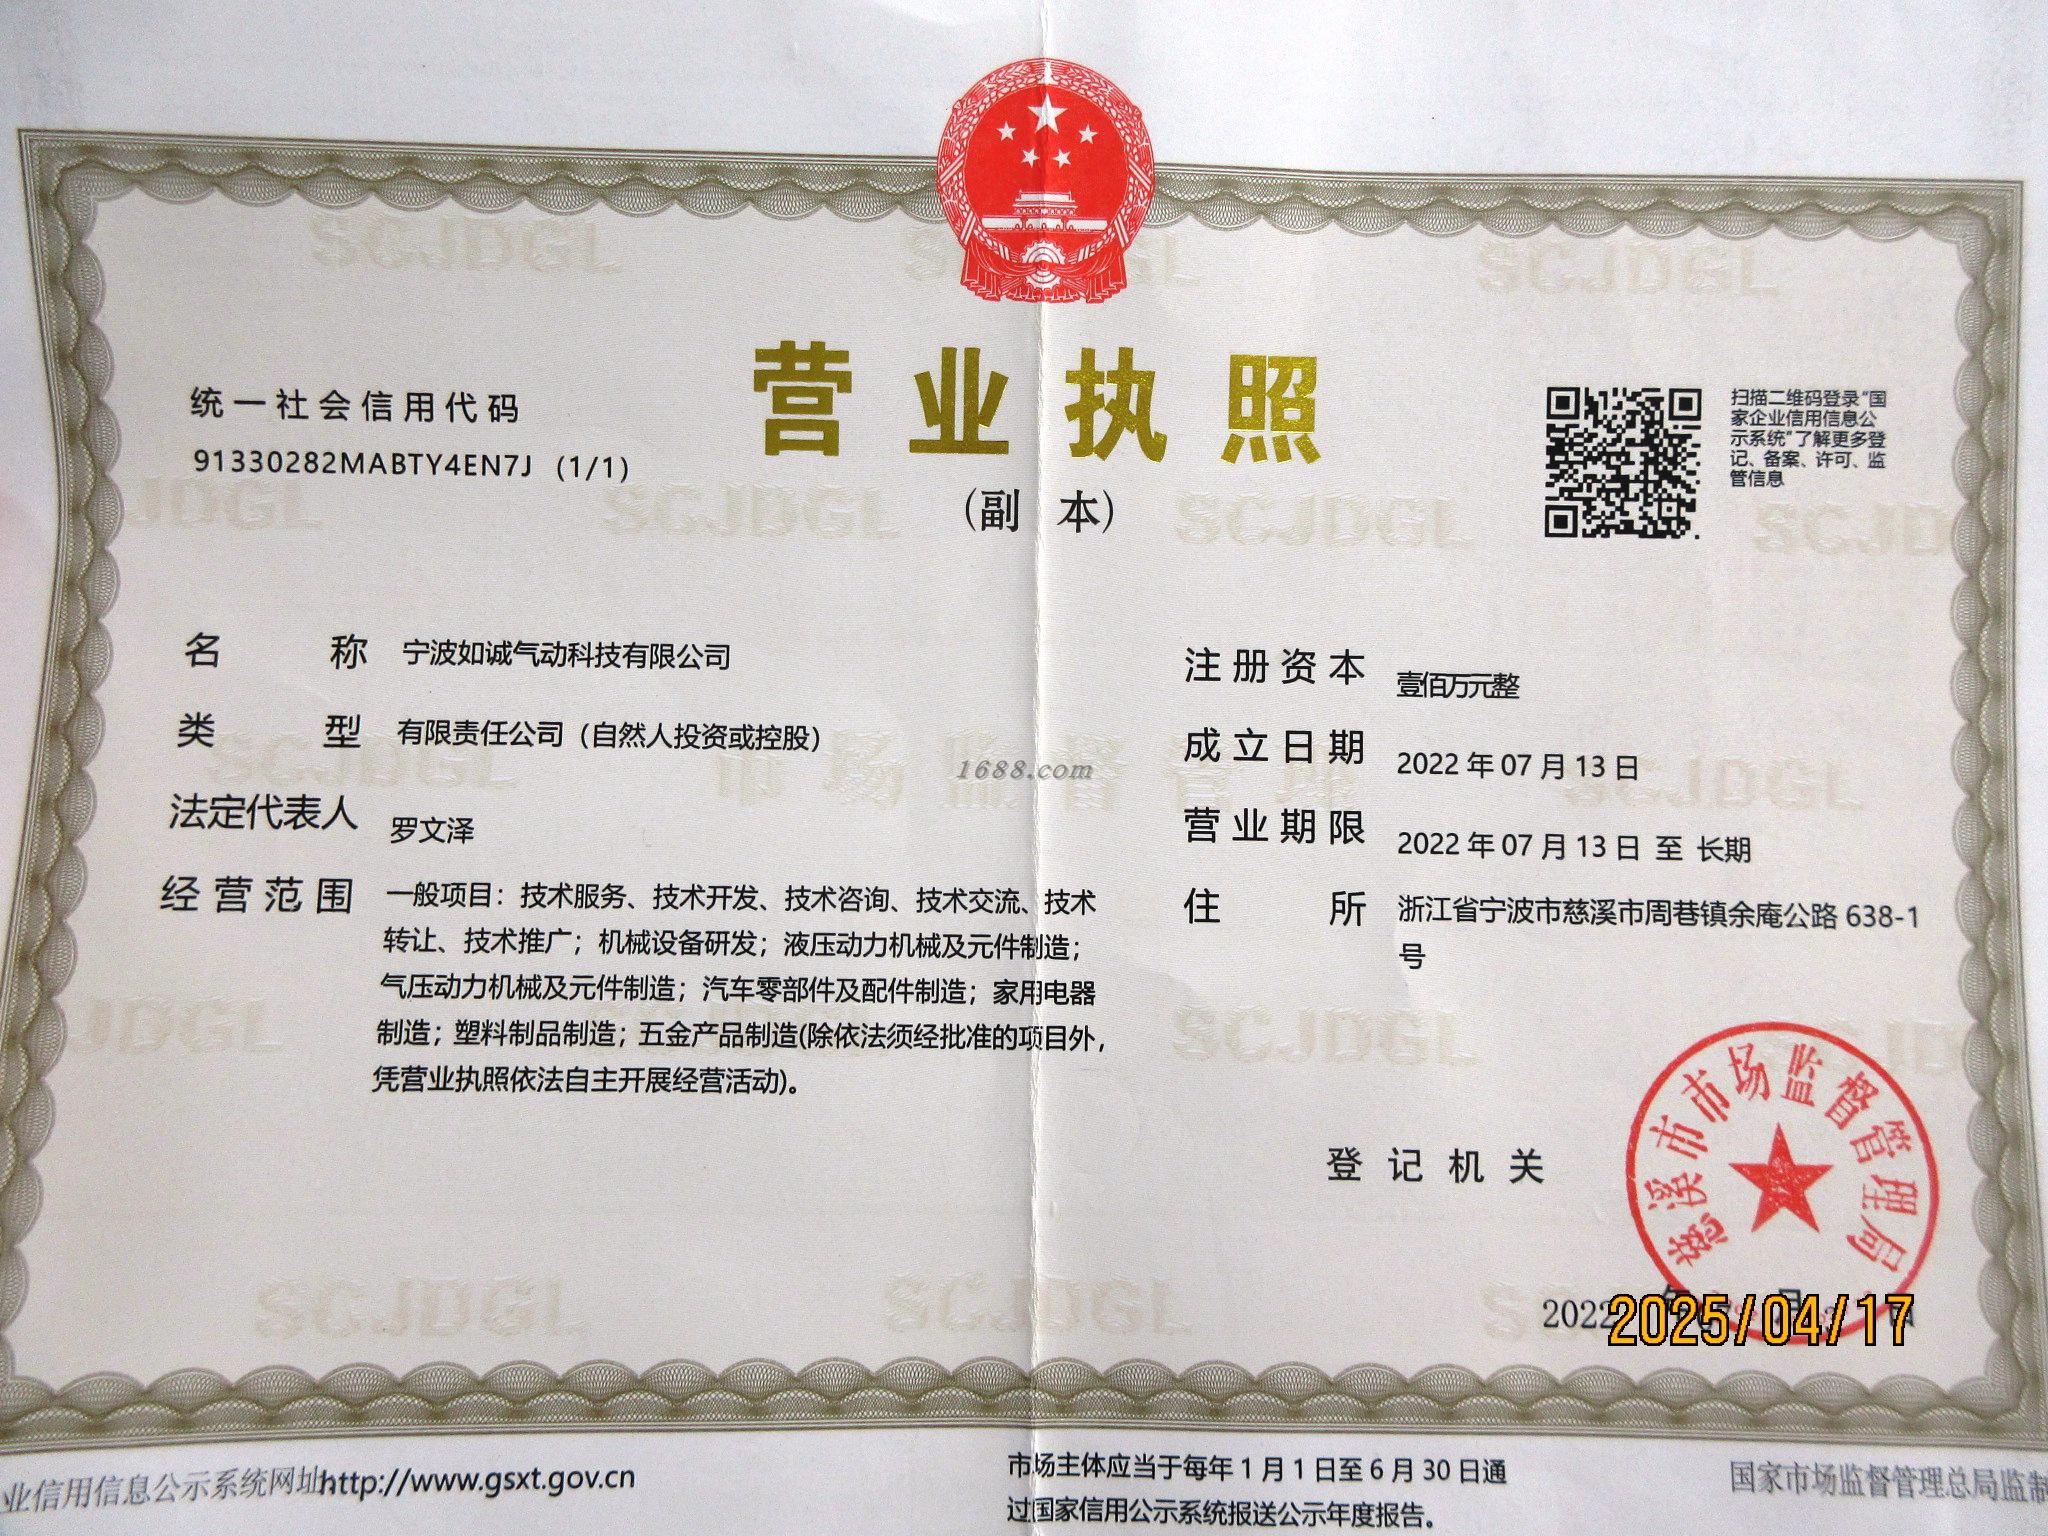 营业执照
(副 本)
统一社会信用代码
91330282MABTY4EN7J (1/1)
扫描二维码登录“国
家企业信用信息公
示系统”了解更多登
记、备案、许可、监
管信息
名 称 宁波如诚气动科技有限公司
类 型 有限责任公司（自然人投资或控股）
法定代表人 罗文泽
经营范围 一般项目：技术服务、技术开发、技术咨询、技术交流、技术
转让、技术推广；机械设备研发；液压动力机械及元件制造；
气压动力机械及元件制造；汽车零部件及配件制造；家用电器
制造；塑料制品制造；五金产品制造(除依法须经批准的项目外，
凭营业执照依法自主开展经营活动)。
注册资本 壹佰万元整
成立日期 2022年07月13日
营业期限 2022年07月13日 至 长期
住 所 浙江省宁波市慈溪市周巷镇余庵公路638-1
号
1688.com
市场监督管理
SCJDGL
登记机关
慈溪市市场监督管理局
2022 年 月 日
2025/04/17
业信用信息公示系统网址:http://www.gsxt.gov.cn
市场主体应当于每年1月1日至6月30日通
过国家信用公示系统报送公示年度报告。
国家市场监督管理总局监制